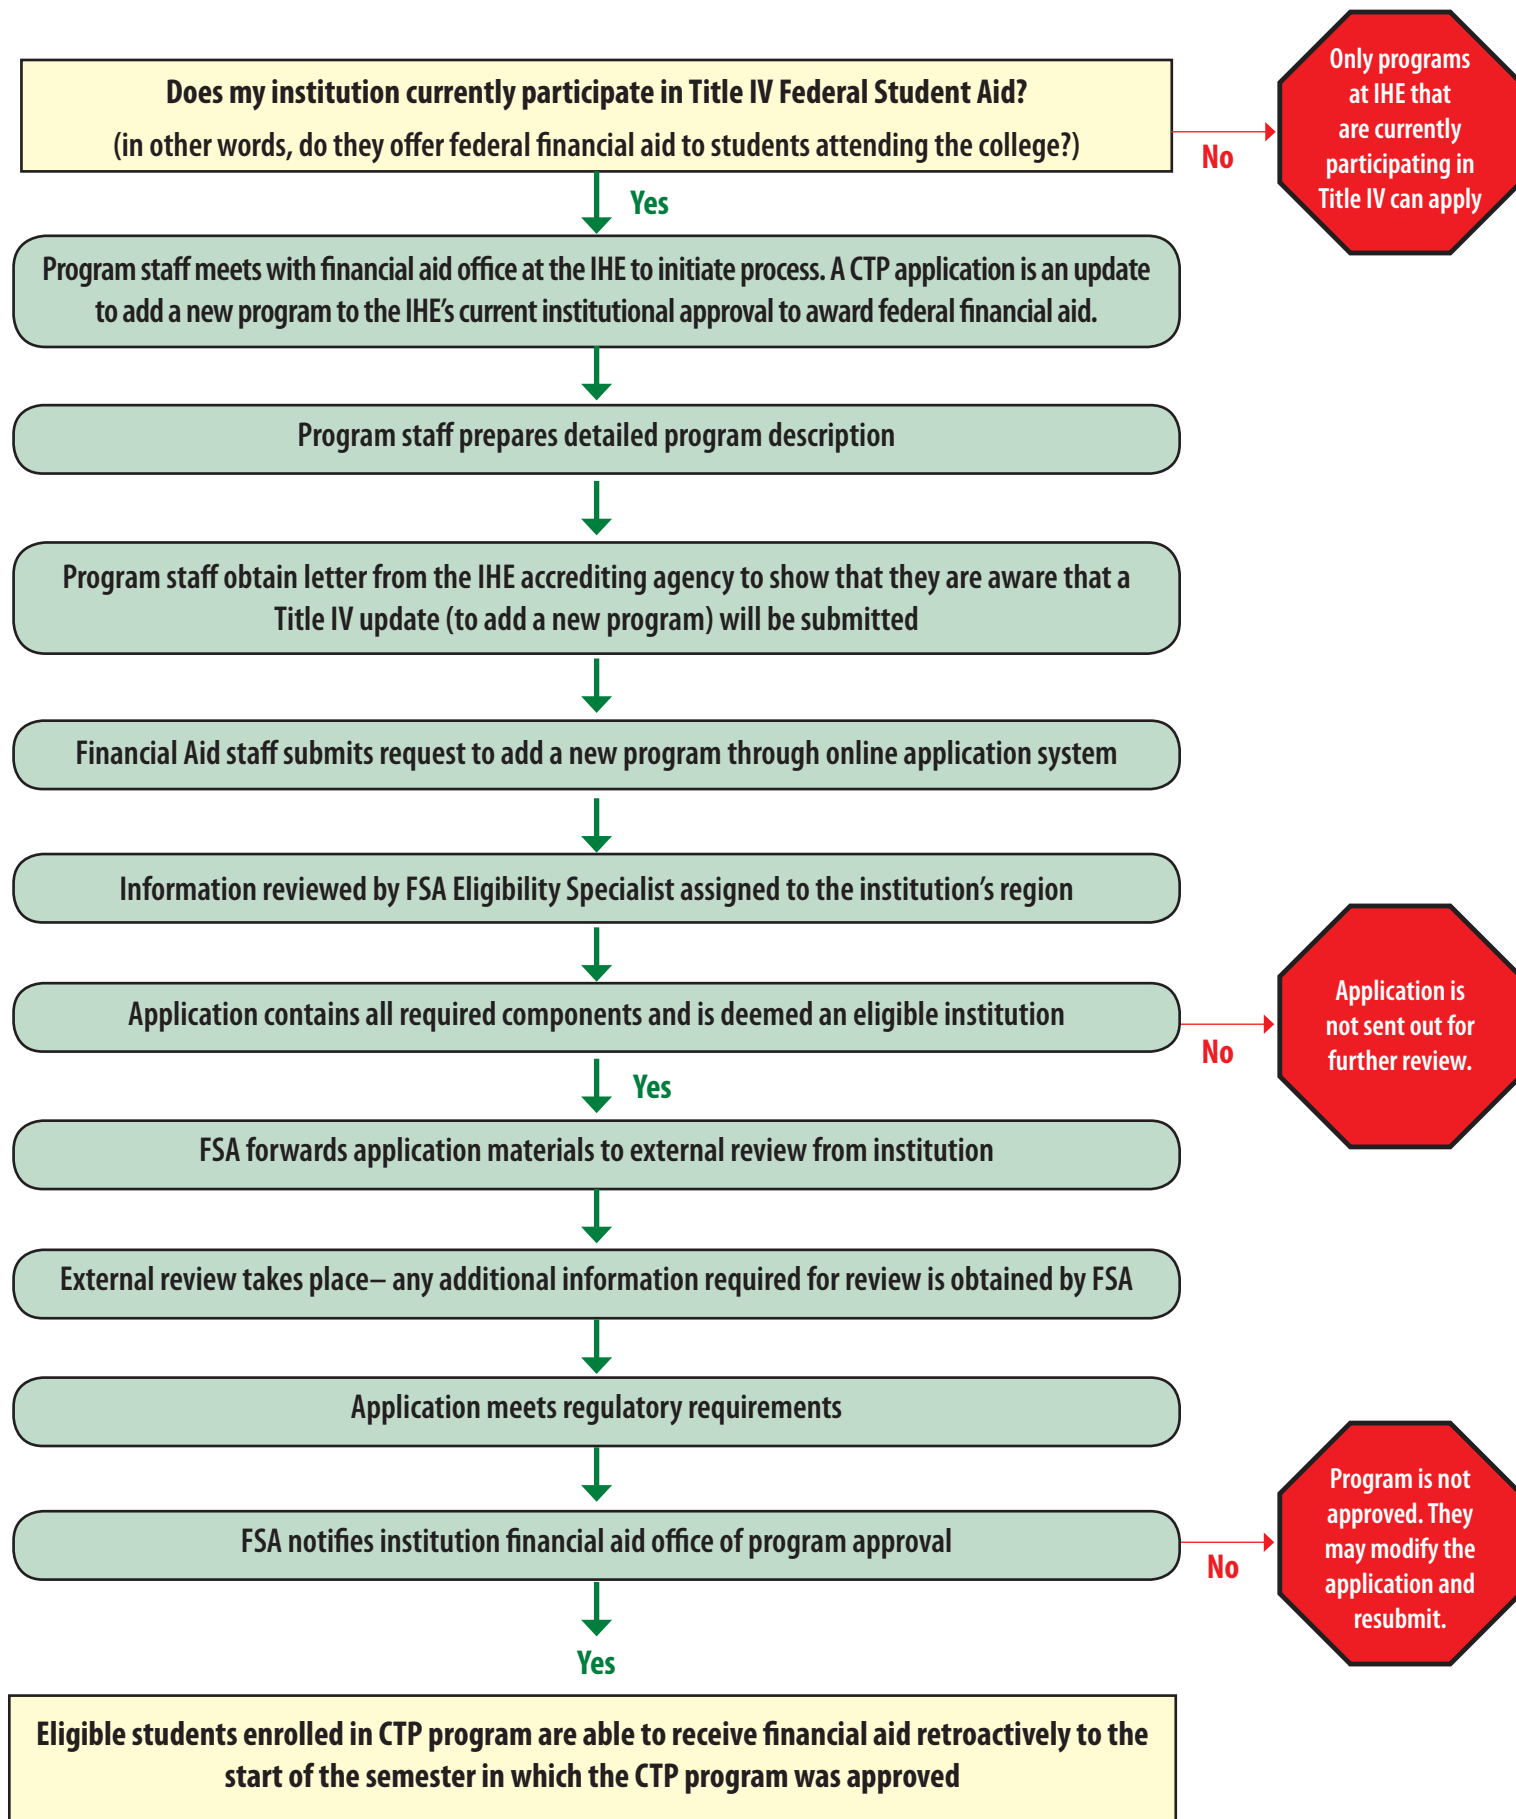 Does my institution currently participate in Title IV Federal Student Aid?
(in other words, do they offer federal financial aid to students attending the college?)
No
Only programs
at IHE that
are currently
participating in
Title IV can apply
Yes
Program staff meets with financial aid office at the IHE to initiate process. A CTP application is an update
to add a new program to the IHE’s current institutional approval to award federal financial aid.
Program staff prepares detailed program description
Program staff obtain letter from the IHE accrediting agency to show that they are aware that a
Title IV update (to add a new program) will be submitted
Financial Aid staff submits request to add a new program through online application system
Information reviewed by FSA Eligibility Specialist assigned to the institution’s region
Application contains all required components and is deemed an eligible institution
No
Application is
not sent out for
further review.
Yes
FSA forwards application materials to external review from institution
External review takes place– any additional information required for review is obtained by FSA
Application meets regulatory requirements
FSA notifies institution financial aid office of program approval
No
Program is not
approved. They
may modify the
application and
resubmit.
Yes
Eligible students enrolled in CTP program are able to receive financial aid retroactively to the
start of the semester in which the CTP program was approved